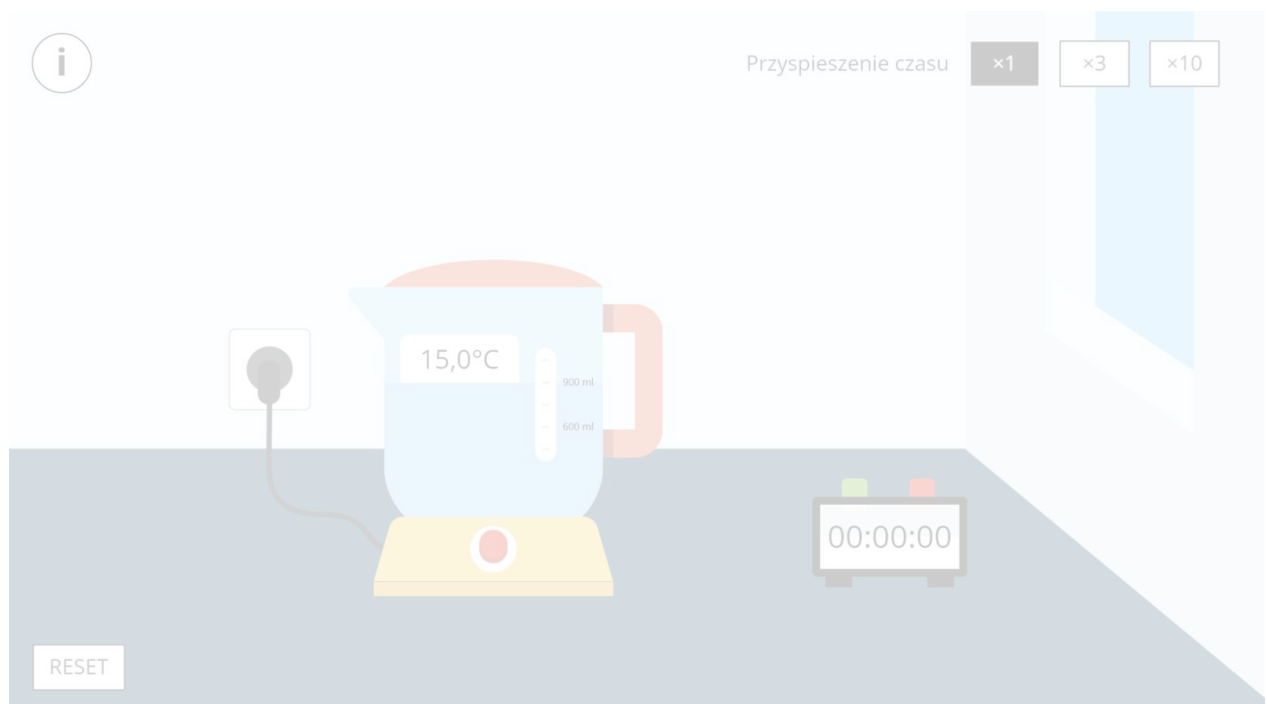 i
Przyspieszenie czasu ×1 ×3 ×10
15,0°C
900 ml
600 ml
00:00:00
RESET